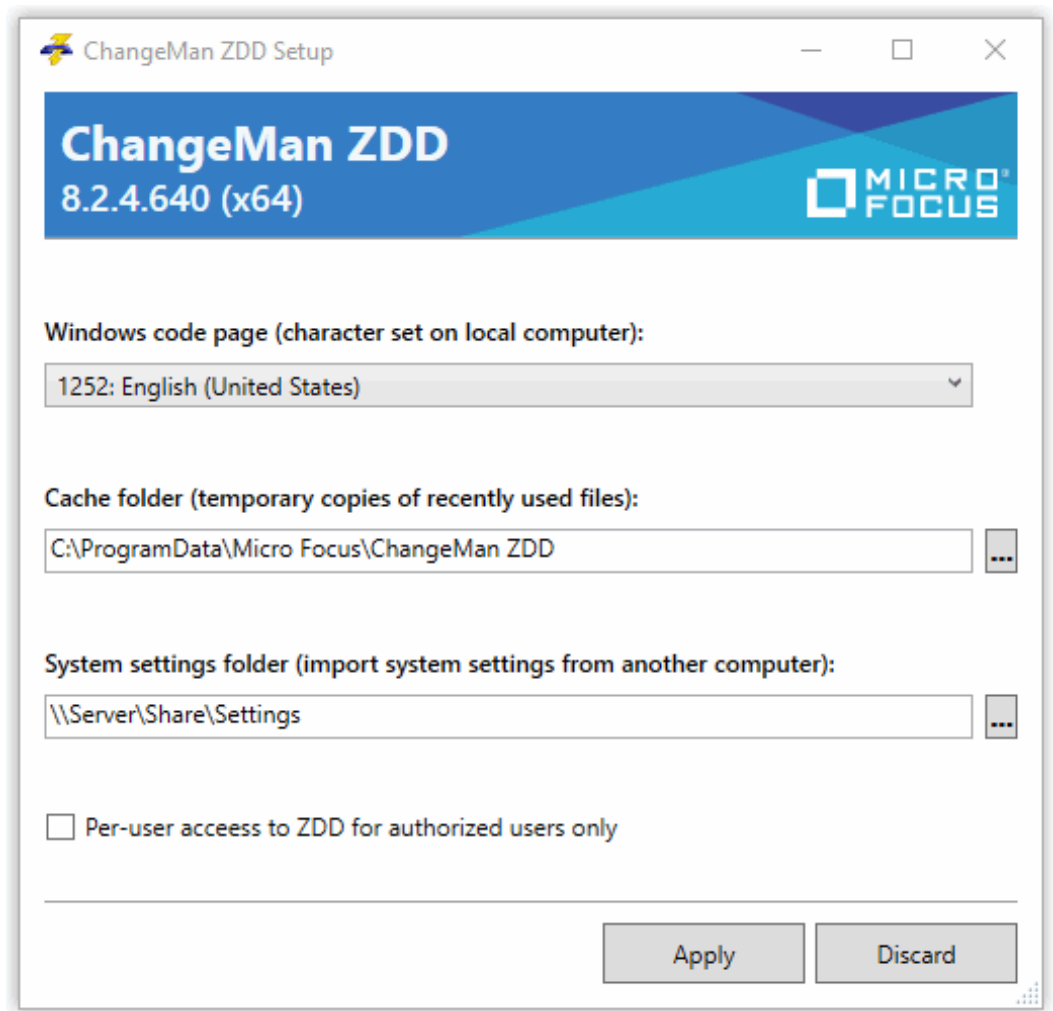 ChangeMan ZDD Setup
ChangeMan ZDD
8.2.4.640 (x64)
MICRO
FOCUS
Windows code page (character set on local computer):
1252: English (United States)
Cache folder (temporary copies of recently used files):
C:\ProgramData\Micro Focus\ChangeMan ZDD
...
System settings folder (import system settings from another computer):
\\Server\Share\Settings
...
Per-user acceess to ZDD for authorized users only
Apply
Discard